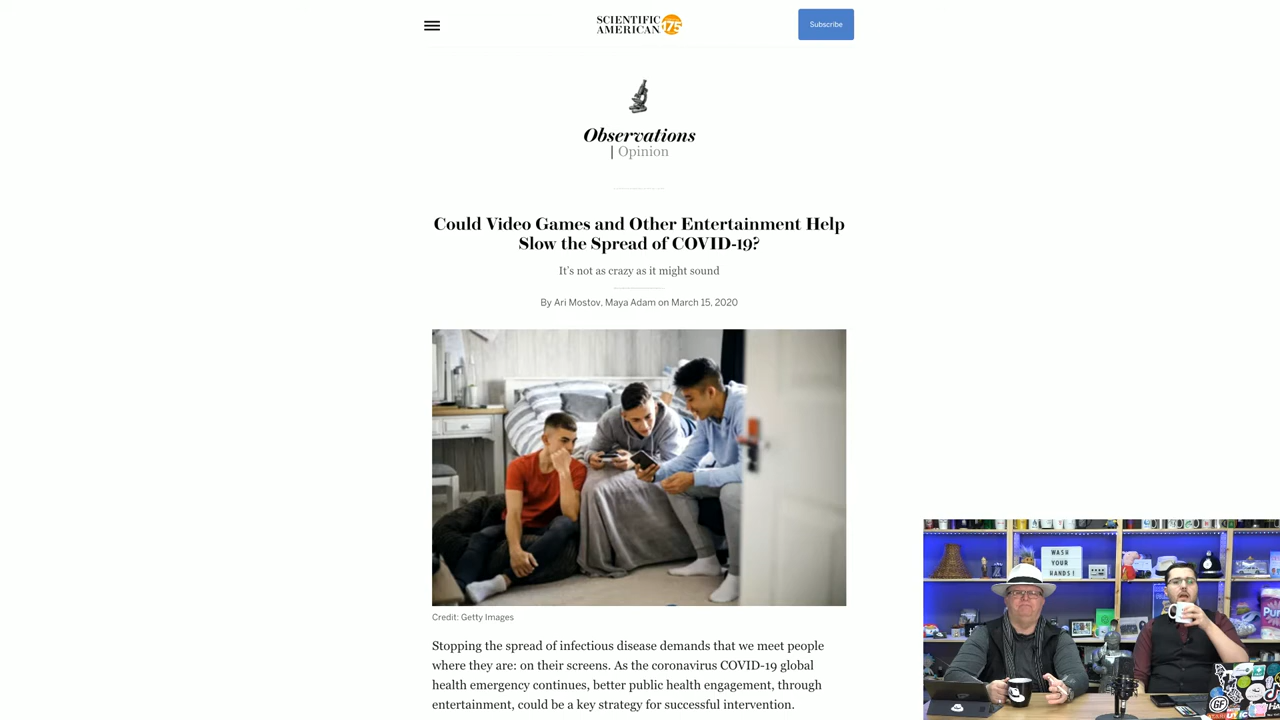 SCIENTIFIC
AMERICAN 175
Subscribe
Observations
| Opinion
Could Video Games and Other Entertainment Help
Slow the Spread of COVID-19?
It's not as crazy as it might sound
By Ari Mostov, Maya Adam on March 15, 2020
Credit: Getty Images
Stopping the spread of infectious disease demands that we meet people
where they are: on their screens. As the coronavirus COVID-19 global
health emergency continues, better public health engagement, through
entertainment, could be a key strategy for successful intervention.
WASH
YOUR
HANDS!
GF